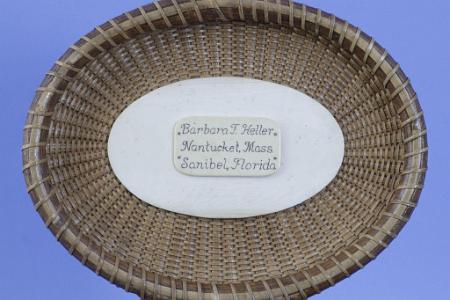 "Barbara T. Heller"
Nantucket, Mass.
"Sanibel, Florida"